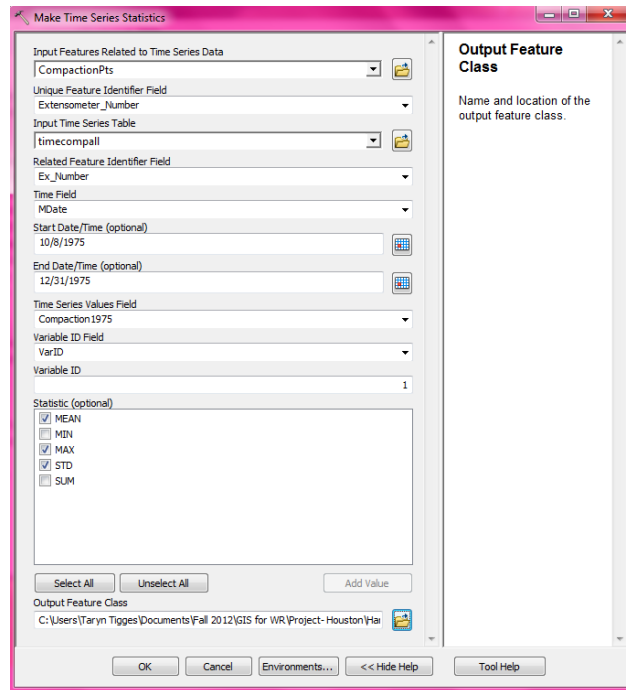 Make Time Series Statistics
Input Features Related to Time Series Data
CompactionPts
Unique Feature Identifier Field
Extensometer_Number
Input Time Series Table
timecompall
Related Feature Identifier Field
Ex_Number
Time Field
MDate
Start Date/Time (optional)
10/8/1975
End Date/Time (optional)
12/31/1975
Time Series Values Field
Compaction1975
Variable ID Field
VarID
Variable ID
1
Statistic (optional)
MEAN
MIN
MAX
STD
SUM
Select All
Unselect All
Add Value
Output Feature Class
C:\Users\Taryn Tigges\Documents\Fall 2012\GIS for WR\Project- Houston\Ha
OK
Cancel
Environments...
<< Hide Help
Tool Help
Output Feature
Class
Name and location of the
output feature class.